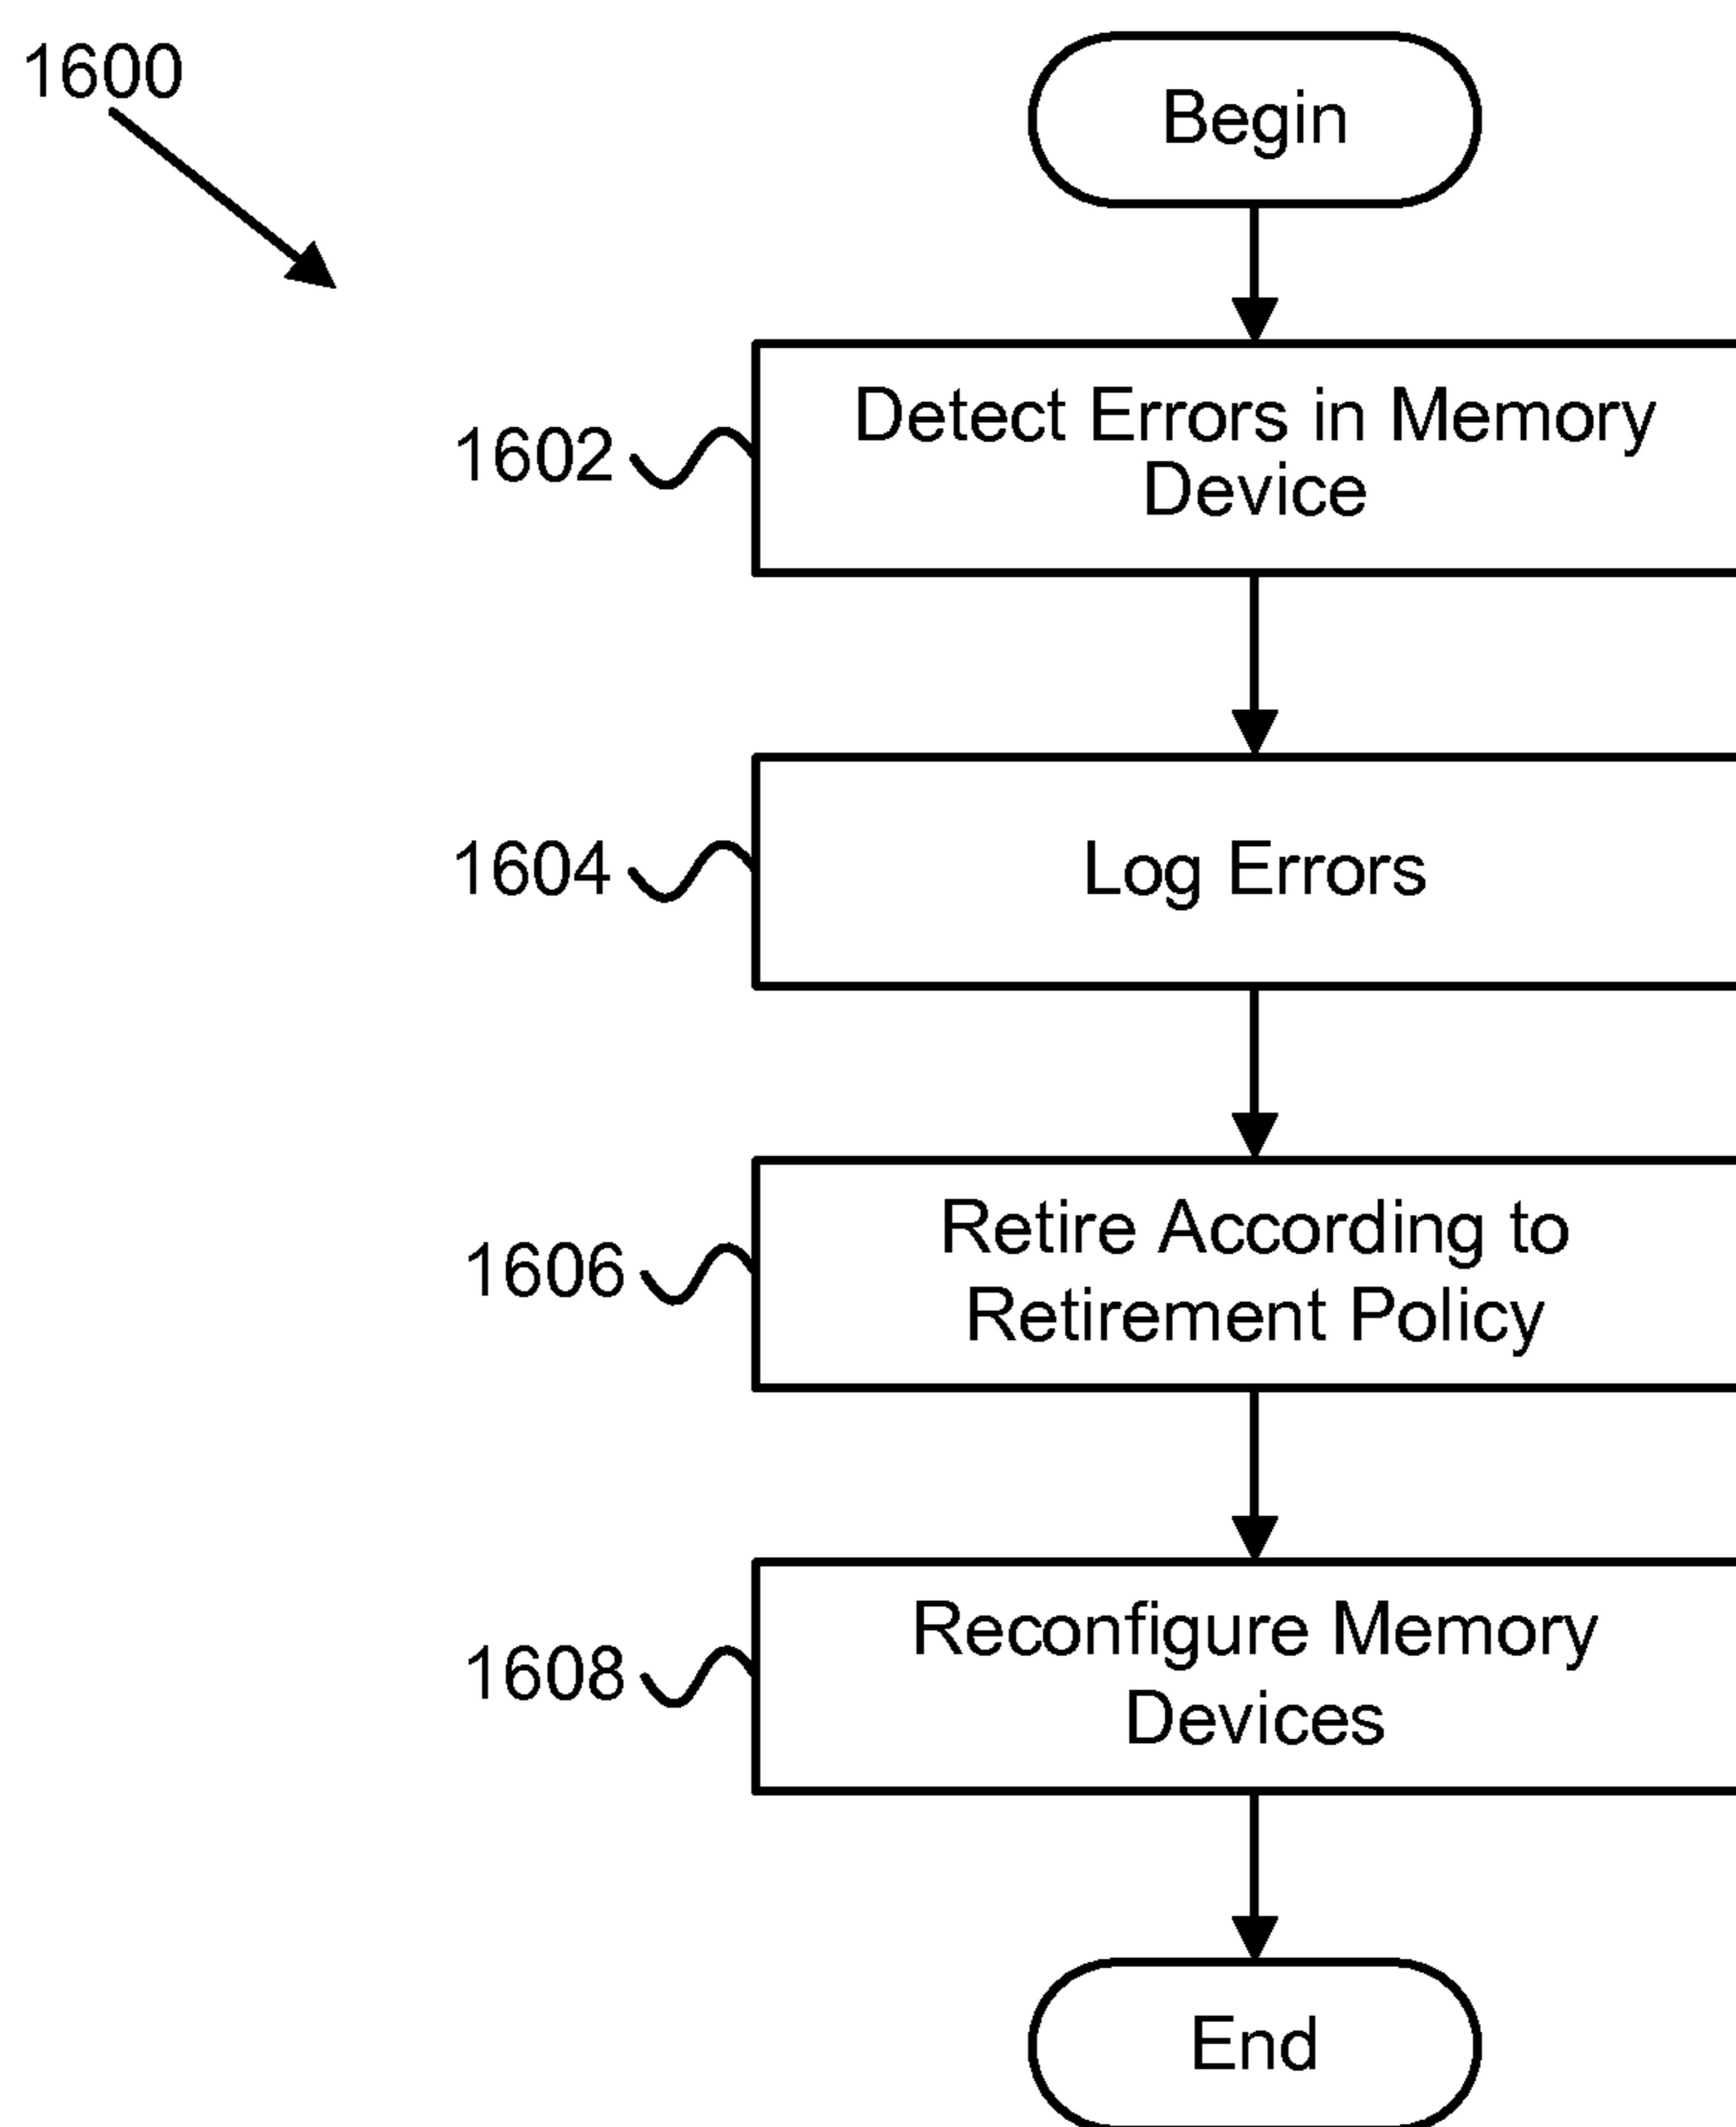 1600
Begin
1602
Detect Errors in Memory
Device
1604
Log Errors
1606
Retire According to
Retirement Policy
1608
Reconfigure Memory
Devices
End